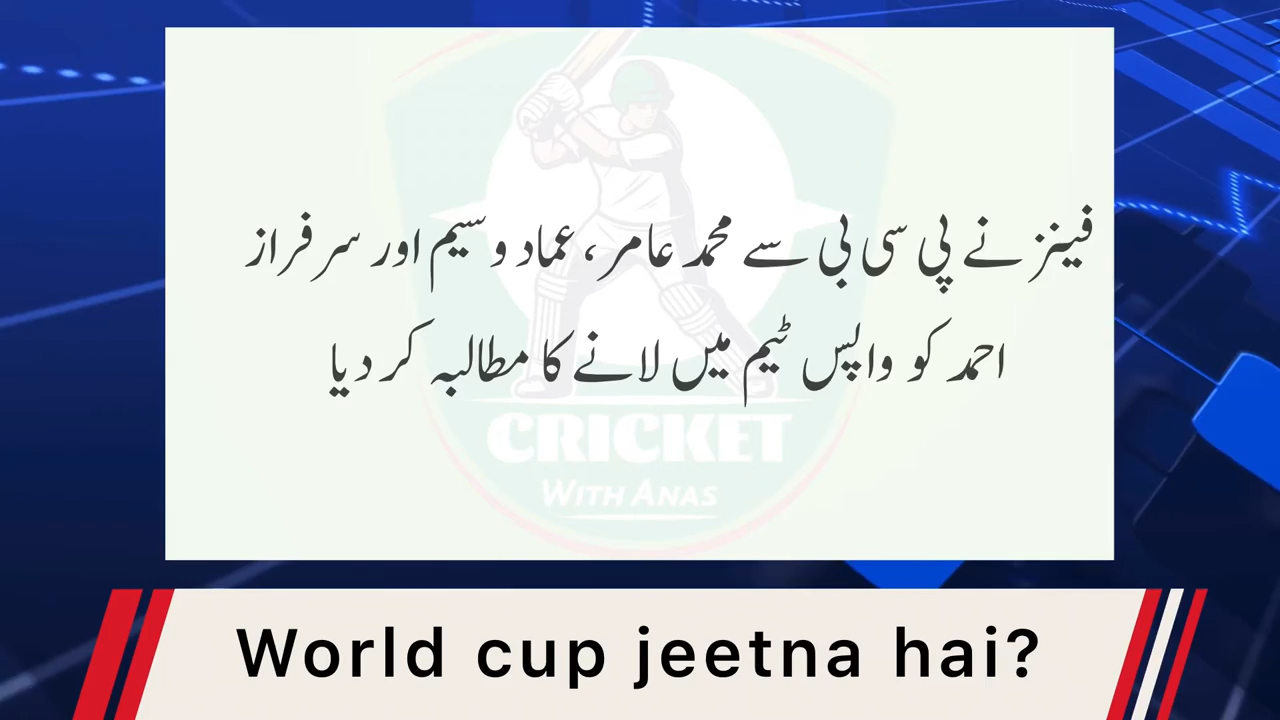 فینز نے پی سی بی سے محمد عامر، عماد وسیم اور سرفراز
احمد کو واپس ٹیم میں لانے کا مطالبہ کر دیا
CRICKET
WITH ANAS
World cup jeetna hai?